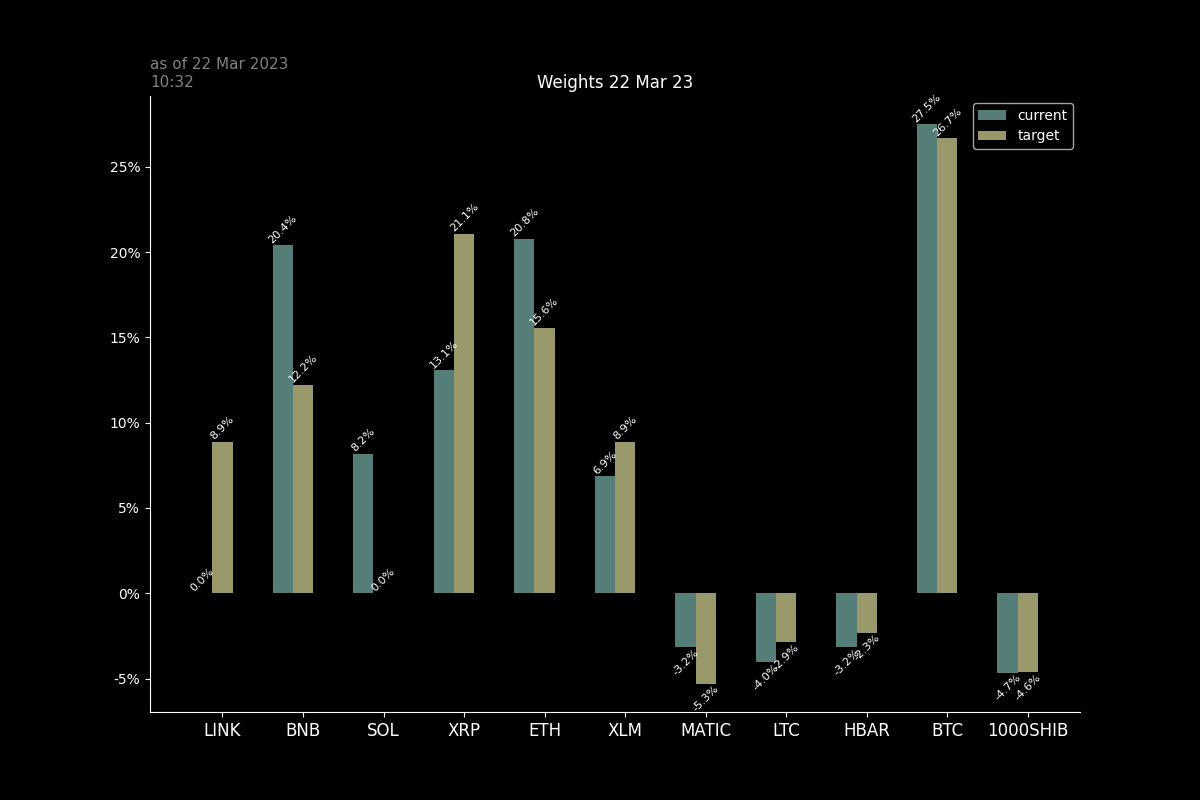 as of 22 Mar 2023
10:32
Weights 22 Mar 23
current
target
25%
20%
15%
10%
5%
0%
-5%
0.0%
8.9%
20.4%
12.2%
8.2%
0.0%
13.1%
21.1%
20.8%
15.6%
6.9%
8.9%
-3.2%
-5.3%
-4.0%
-2.9%
-3.2%
-2.3%
27.5%
26.7%
-4.7%
-4.6%
LINK
BNB
SOL
XRP
ETH
XLM
MATIC
LTC
HBAR
BTC
1000SHIB